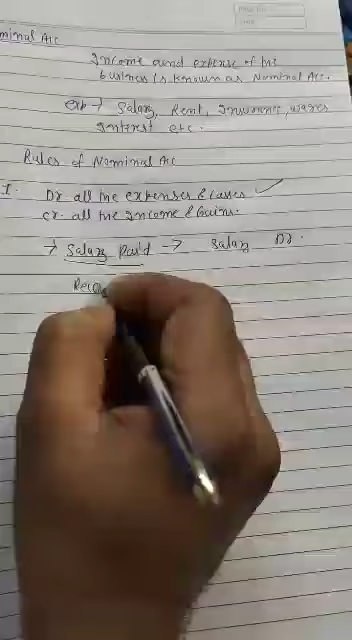 minal A/c
Income and expense of the
business is known as Nominal A/c.
Ex → Salary, Rent, Insurance, wages
Interest etc.
Rules of Nominal A/c
I. Dr all the expenses & Losses
Cr. all the Income & Gains.
→ Salary Paid → Salary Dr.